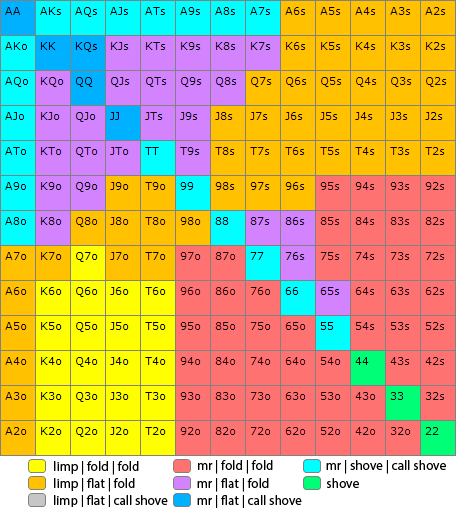 AA AKs AQs AJs ATs A9s A8s A7s A6s A5s A4s A3s A2s
AKo KK KQs KJs KTs K9s K8s K7s K6s K5s K4s K3s K2s
AQo KQo QQ QJs QTs Q9s Q8s Q7s Q6s Q5s Q4s Q3s Q2s
AJo KJo QJo JJ JTs J9s J8s J7s J6s J5s J4s J3s J2s
ATo KTo QTo JTo TT T9s T8s T7s T6s T5s T4s T3s T2s
A9o K9o Q9o J9o T9o 99 98s 97s 96s 95s 94s 93s 92s
A8o K8o Q8o J8o T8o 98o 88 87s 86s 85s 84s 83s 82s
A7o K7o Q7o J7o T7o 97o 87o 77 76s 75s 74s 73s 72s
A6o K6o Q6o J6o T6o 96o 86o 76o 66 65s 64s 63s 62s
A5o K5o Q5o J5o T5o 95o 85o 75o 65o 55 54s 53s 52s
A4o K4o Q4o J4o T4o 94o 84o 74o 64o 54o 44 43s 42s
A3o K3o Q3o J3o T3o 93o 83o 73o 63o 53o 43o 33 32s
A2o K2o Q2o J2o T2o 92o 82o 72o 62o 52o 42o 32o 22
limp | fold | fold mr | fold | fold mr | shove | call shove
limp | flat | fold mr | flat | fold shove
limp | flat | call shove mr | flat | call shove